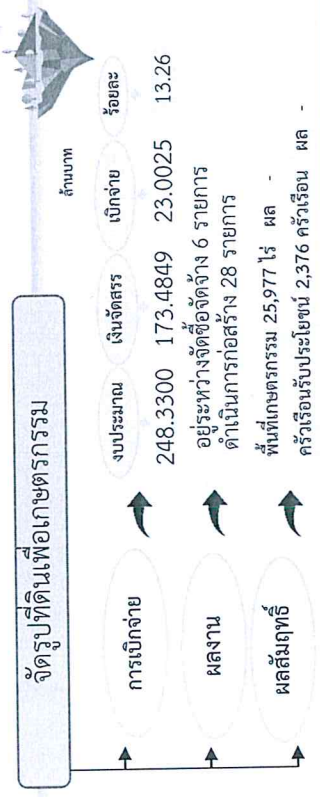 จัดรูปที่ดินเพื่อเกษตรกรรม
ล้านบาท
งบประมาณ เงินจัดสรร เบิกจ่าย ร้อยละ
การเบิกจ่าย 248.3300 173.4849 23.0025 13.26
ผลงาน อยู่ระหว่างจัดซื้อจัดจ้าง 6 รายการ
ดำเนินการก่อสร้าง 28 รายการ
ผลสัมฤทธิ์ พื้นที่เกษตรกรรม 25,977 ไร่ ผล -
ครัวเรือนรับประโยชน์ 2,376 ครัวเรือน ผล -